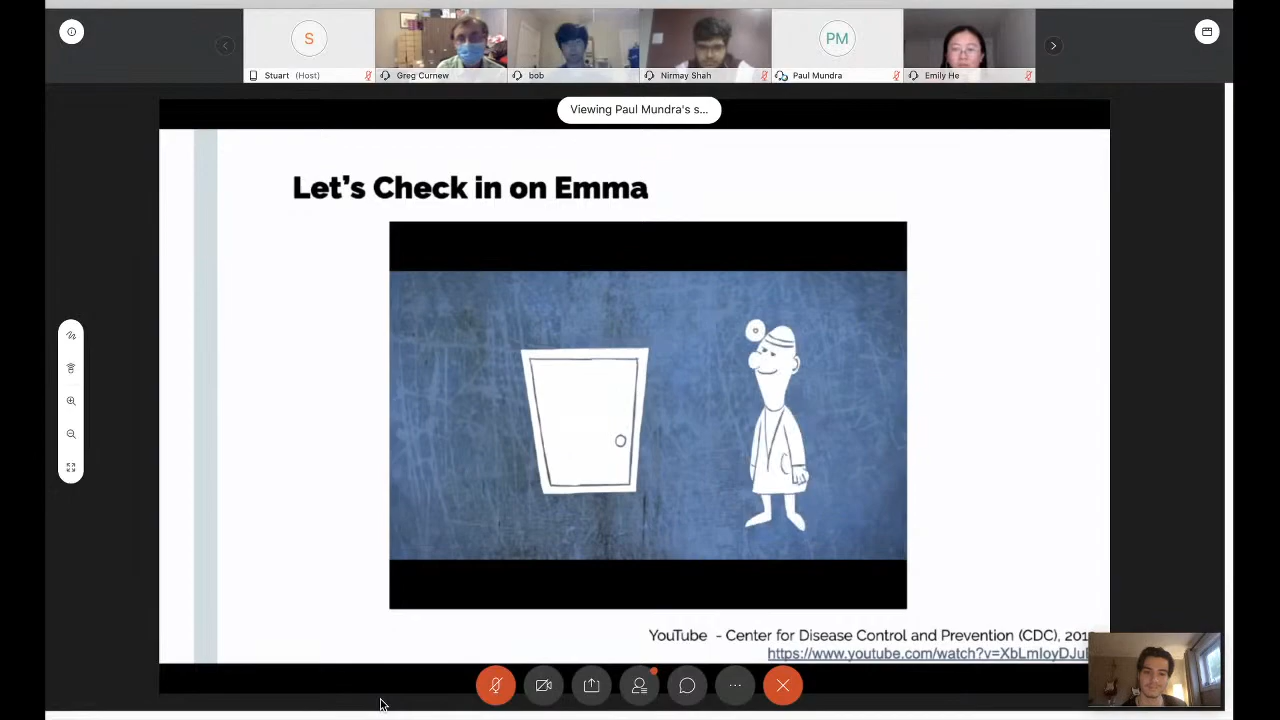 S
Stuart (Host)
Greg Curnew
bob
Nirmay Shah
PM
Paul Mundra
Emily He
Viewing Paul Mundra's s...
Let's Check in on Emma
YouTube - Center for Disease Control and Prevention (CDC), 201
https://www.youtube.com/watch?v=XbLmIoyDJu